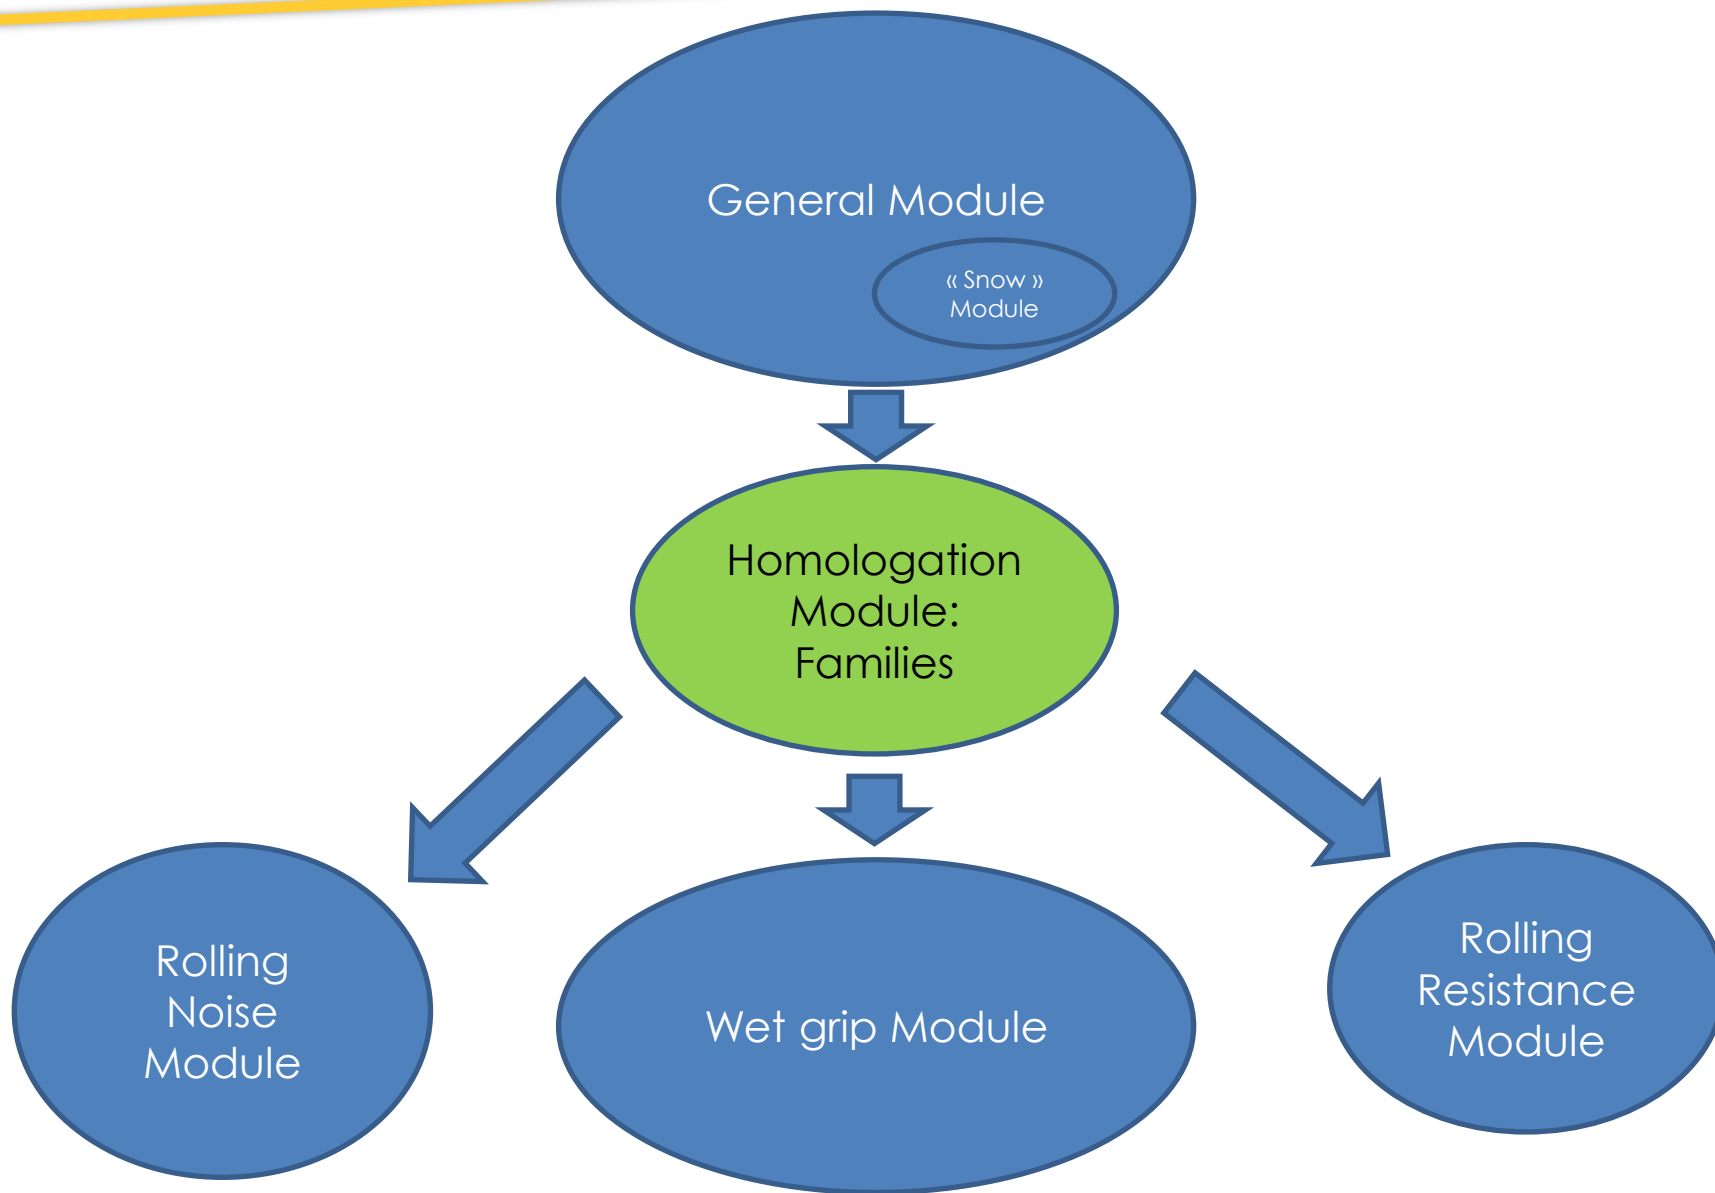 General Module
« Snow »
Module
Homologation
Module:
Families
Rolling
Noise
Module
Wet grip Module
Rolling
Resistance
Module